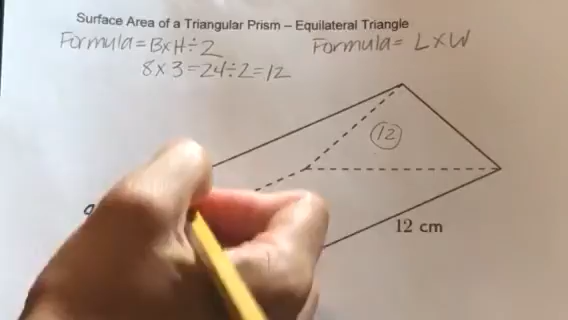 Surface Area of a Triangular Prism – Equilateral Triangle
Formula= B×H÷2 Formula= L×W
8×3=24÷2=12
12
12 cm